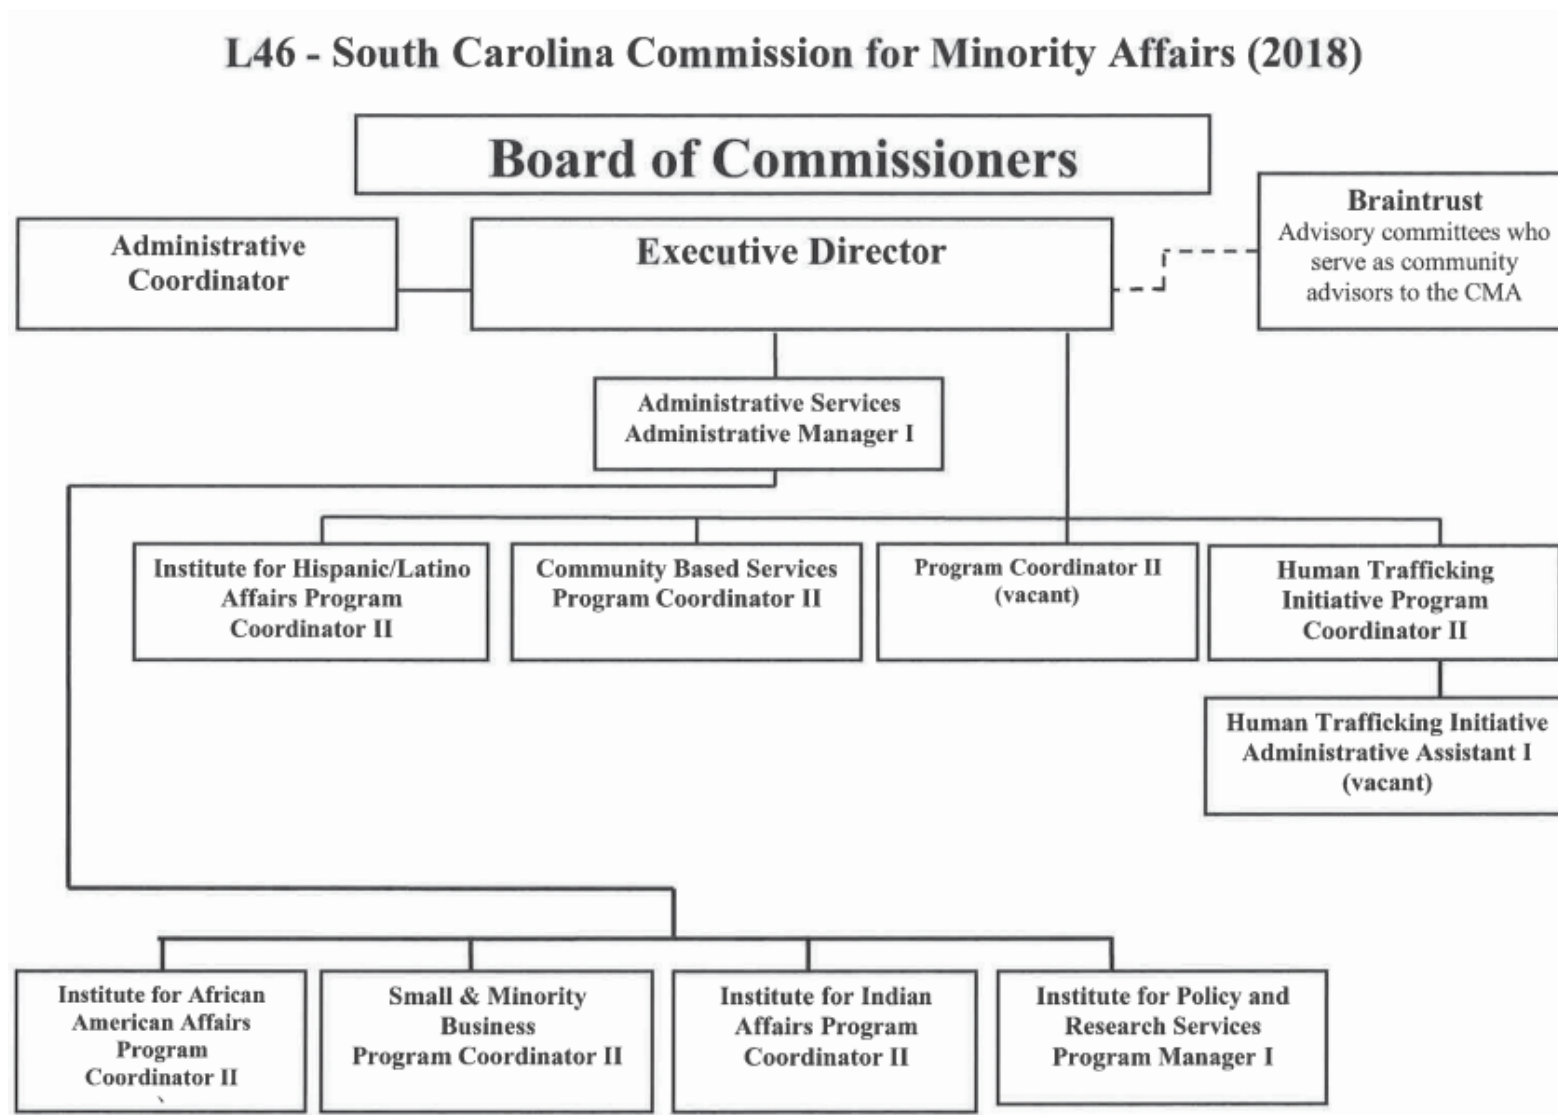 L46 - South Carolina Commission for Minority Affairs (2018)
Board of Commissioners
Administrative
Coordinator
Executive Director
Braintrust
Advisory committees who
serve as community
advisors to the CMA
Administrative Services
Administrative Manager I
Institute for Hispanic/Latino
Affairs Program
Coordinator II
Community Based Services
Program Coordinator II
Program Coordinator II
(vacant)
Human Trafficking
Initiative Program
Coordinator II
Human Trafficking Initiative
Administrative Assistant I
(vacant)
Institute for African
American Affairs
Program
Coordinator II
Small & Minority
Business
Program Coordinator II
Institute for Indian
Affairs Program
Coordinator II
Institute for Policy and
Research Services
Program Manager I